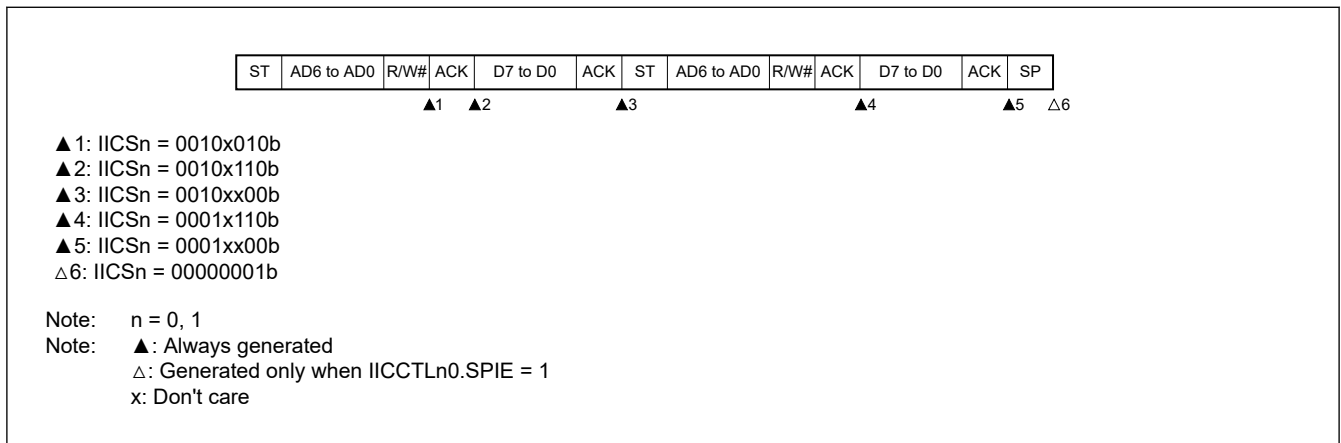 ST AD6 to AD0 R/W# ACK D7 to D0 ACK ST AD6 to AD0 R/W# ACK D7 to D0 ACK SP
▲1 ▲2 ▲3 ▲4 ▲5 △6
▲1: IICSn = 0010x010b
▲2: IICSn = 0010x110b
▲3: IICSn = 0010xx00b
▲4: IICSn = 0001x110b
▲5: IICSn = 0001xx00b
△6: IICSn = 00000001b
Note: n = 0, 1
Note: ▲: Always generated
△: Generated only when IICCTLn0.SPIE = 1
x: Don't care